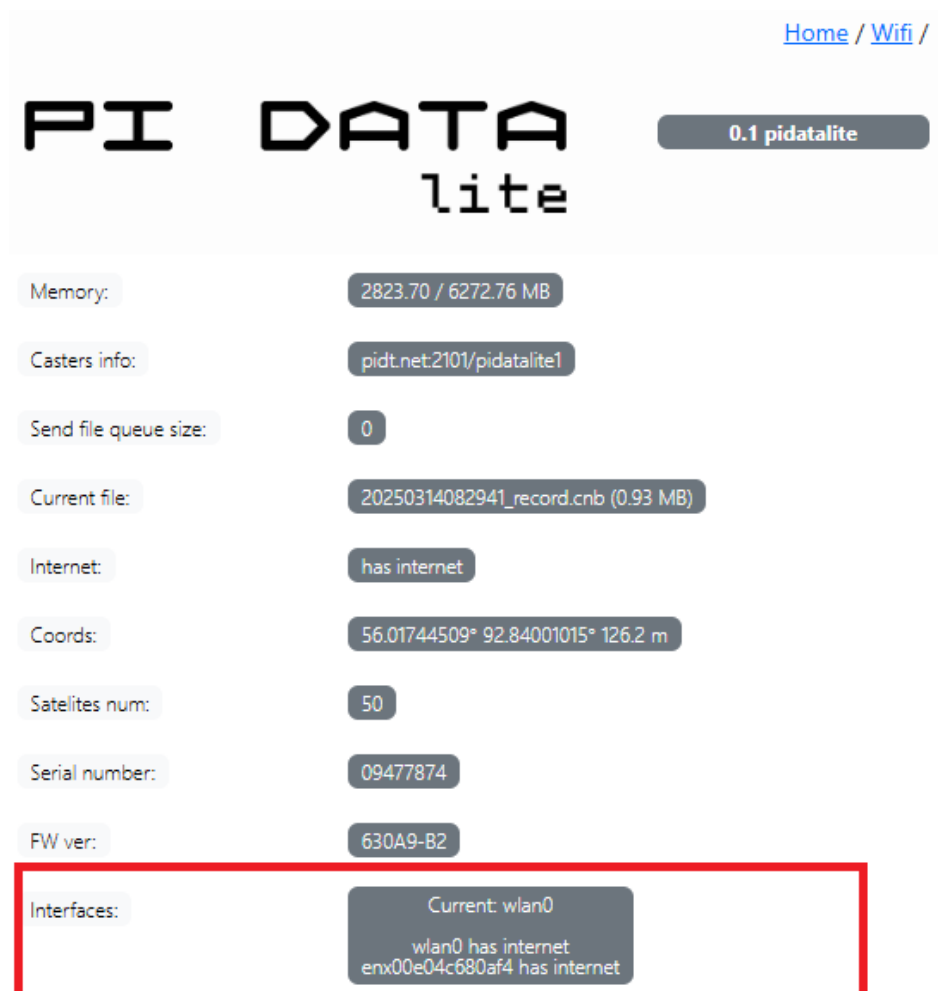 Home / Wifi /
PI DATA
lite
0.1 pidatalite
Memory: 2823.70 / 6272.76 MB
Casters info: pidt.net:2101/pidatalite1
Send file queue size: 0
Current file: 20250314082941_record.cnb (0.93 MB)
Internet: has internet
Coords: 56.01744509° 92.84001015° 126.2 m
Satelites num: 50
Serial number: 09477874
FW ver: 630A9-B2
Interfaces: Current: wlan0
wlan0 has internet
enx00e04c680af4 has internet